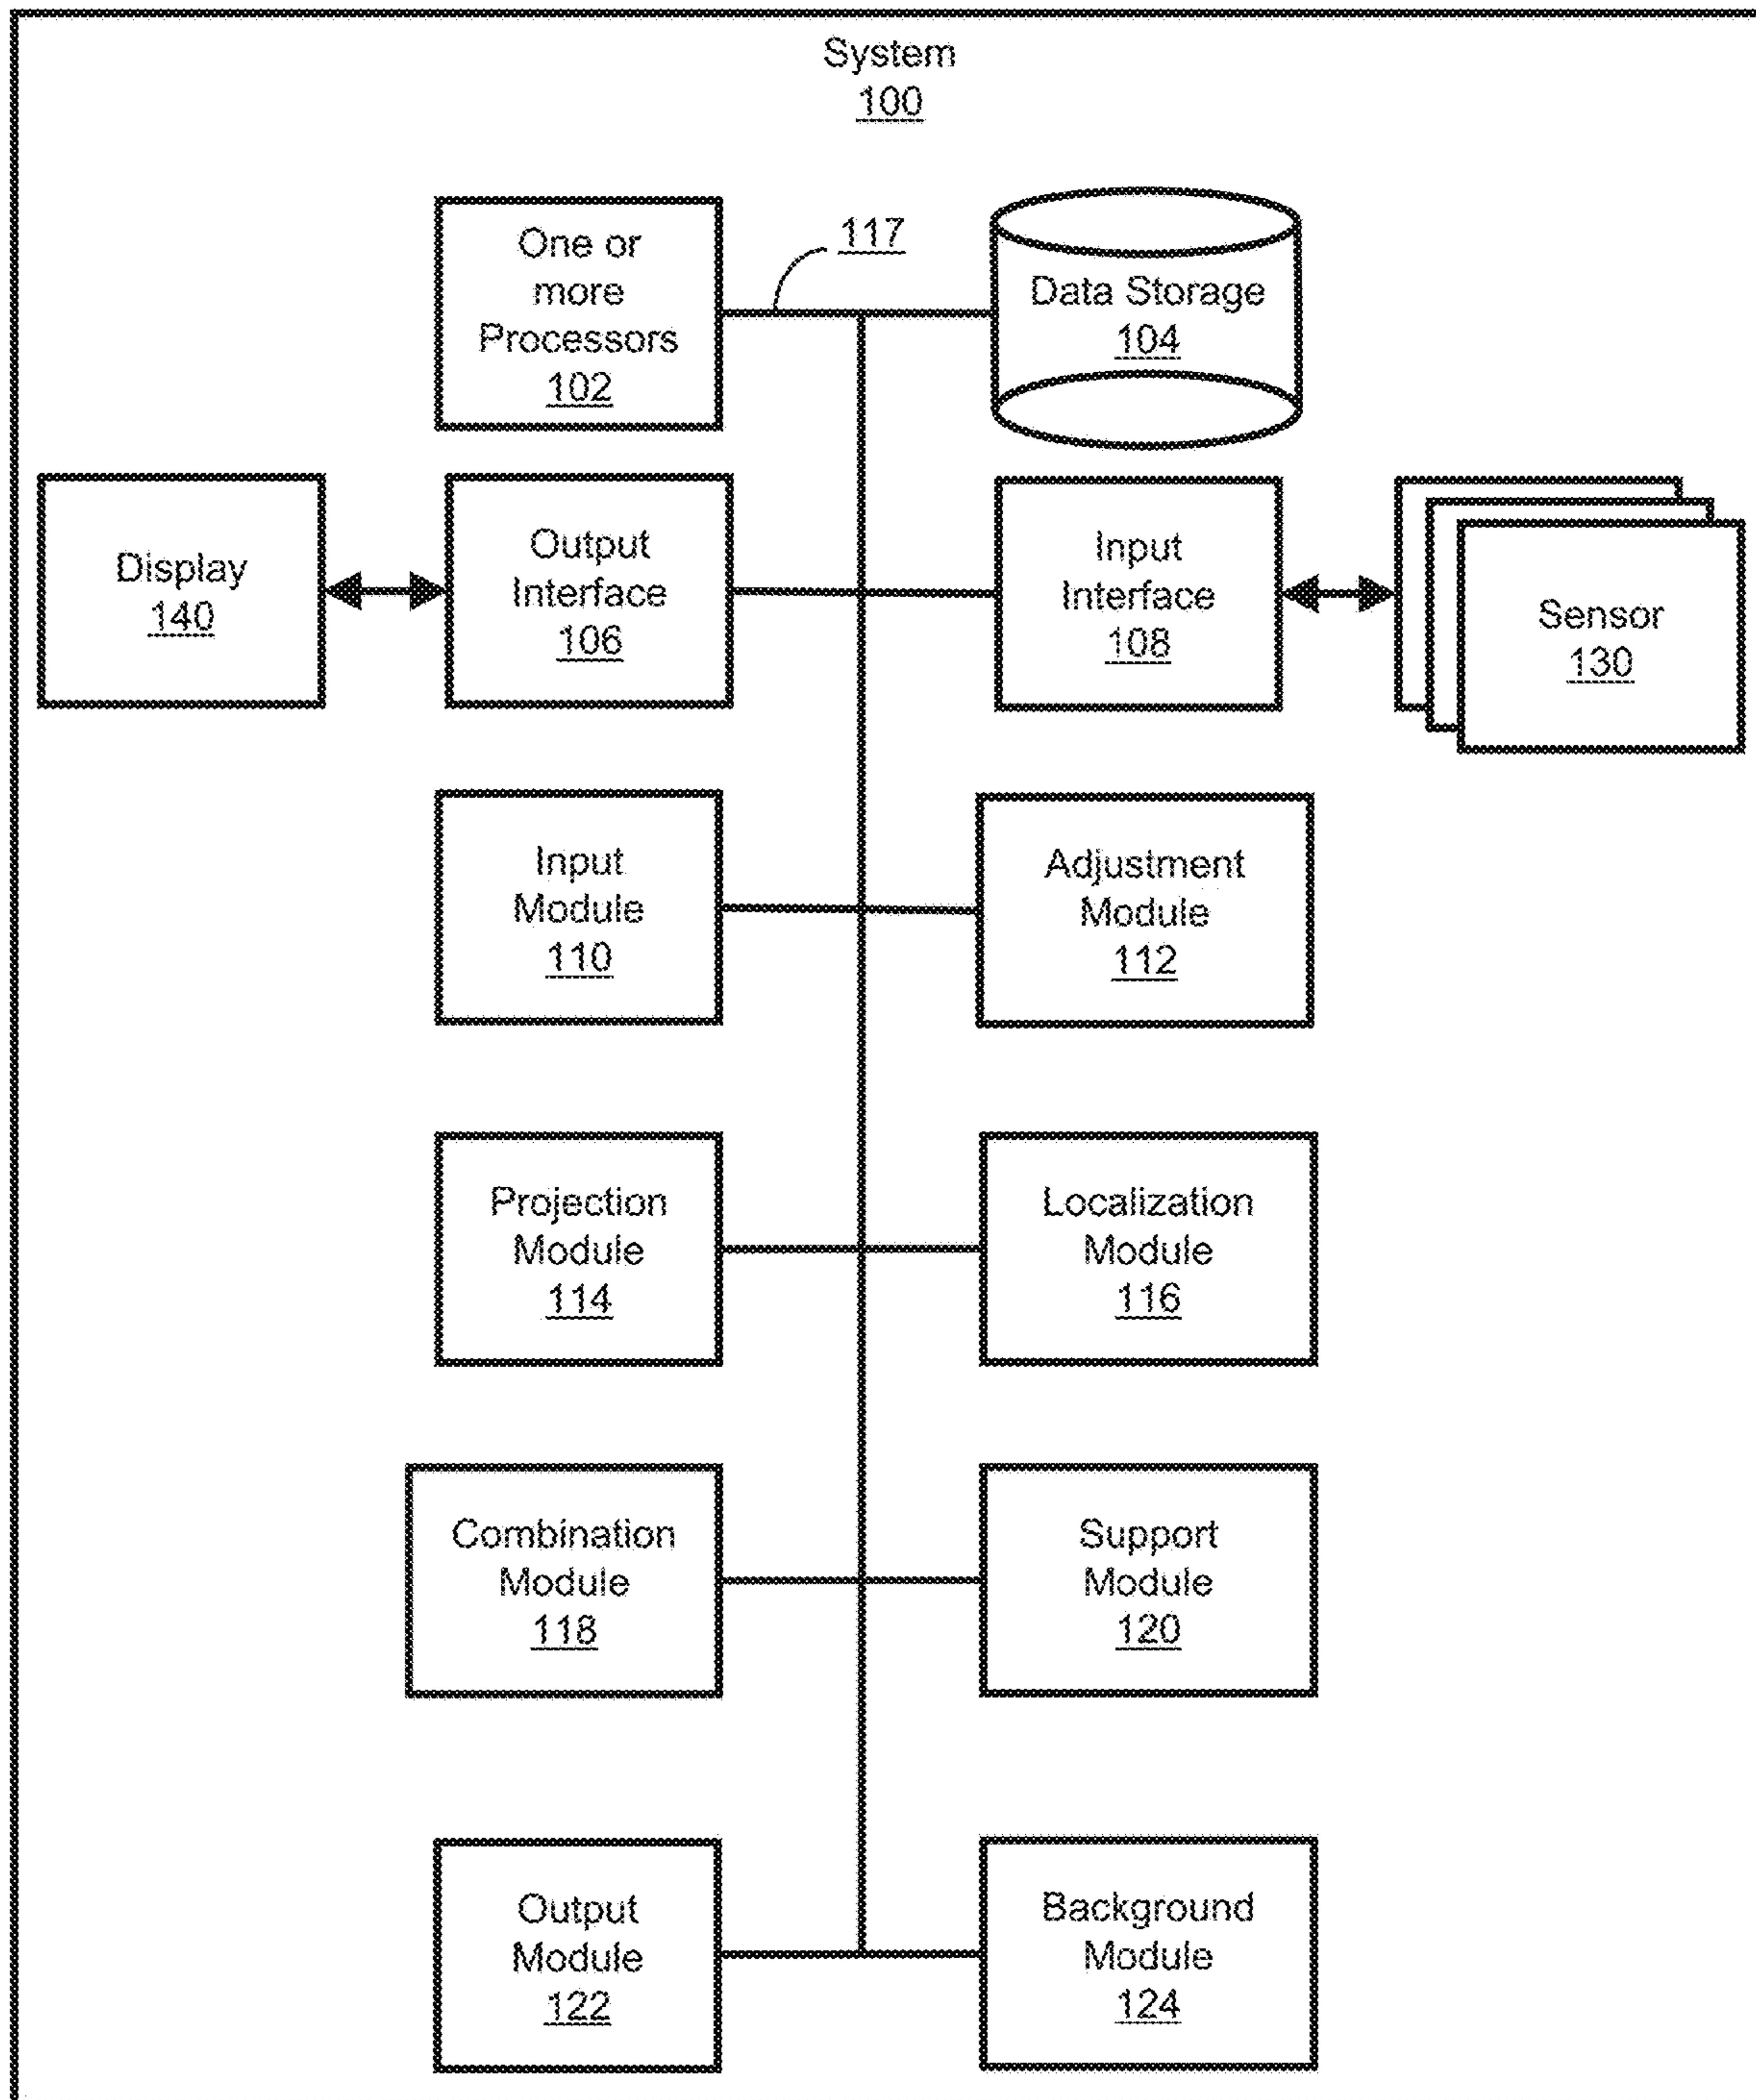 System
100
One or
more
Processors
102
117
Data Storage
104
Display
140
Output
Interface
106
Input
Interface
108
Sensor
130
Input
Module
110
Adjustment
Module
112
Projection
Module
114
Localization
Module
116
Combination
Module
118
Support
Module
120
Output
Module
122
Background
Module
124